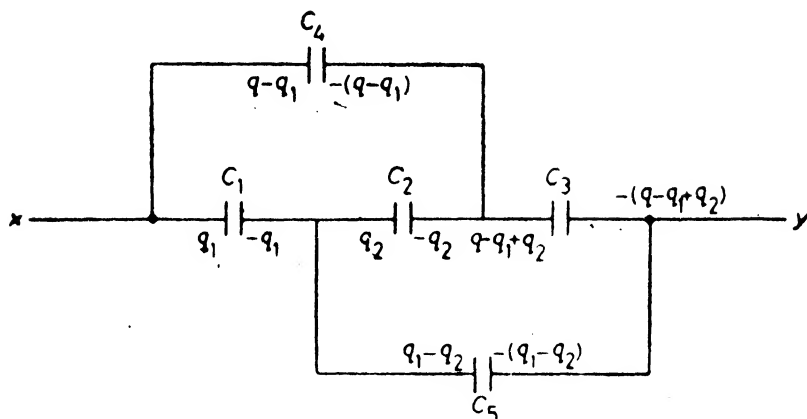 C₄
q-q₁ -(q-q₁)
C₁ C₂ C₃ -(q-q₁+q₂)
x y
q₁ -q₁ q₂ -q₂ q-q₁+q₂
q₁-q₂ -(q₁-q₂)
C₅